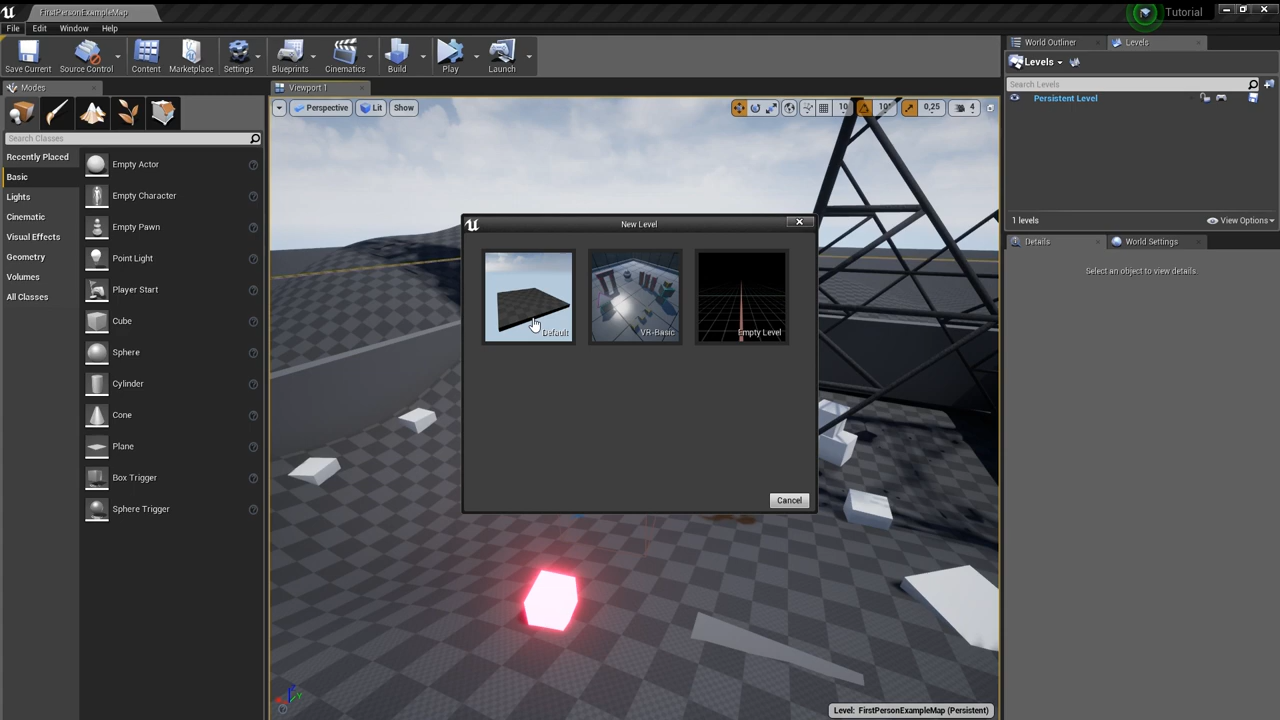 FirstPersonExampleMap
Tutorial
File Edit Window Help
Save Current Source Control Content Marketplace Settings Blueprints Cinematics Build Play Launch
World Outliner Levels
Levels
Search Levels
Persistent Level
1 levels View Options
Details World Settings
Select an object to view details.
Modes
Search Classes
Recently Placed
Basic
Lights
Cinematic
Visual Effects
Geometry
Volumes
All Classes
Empty Actor
Empty Character
Empty Pawn
Point Light
Player Start
Cube
Sphere
Cylinder
Cone
Plane
Box Trigger
Sphere Trigger
Viewport 1
Perspective Lit Show 10 10° 0,25 4
New Level
Default VR-Basic Empty Level
Cancel
Level: FirstPersonExampleMap (Persistent)